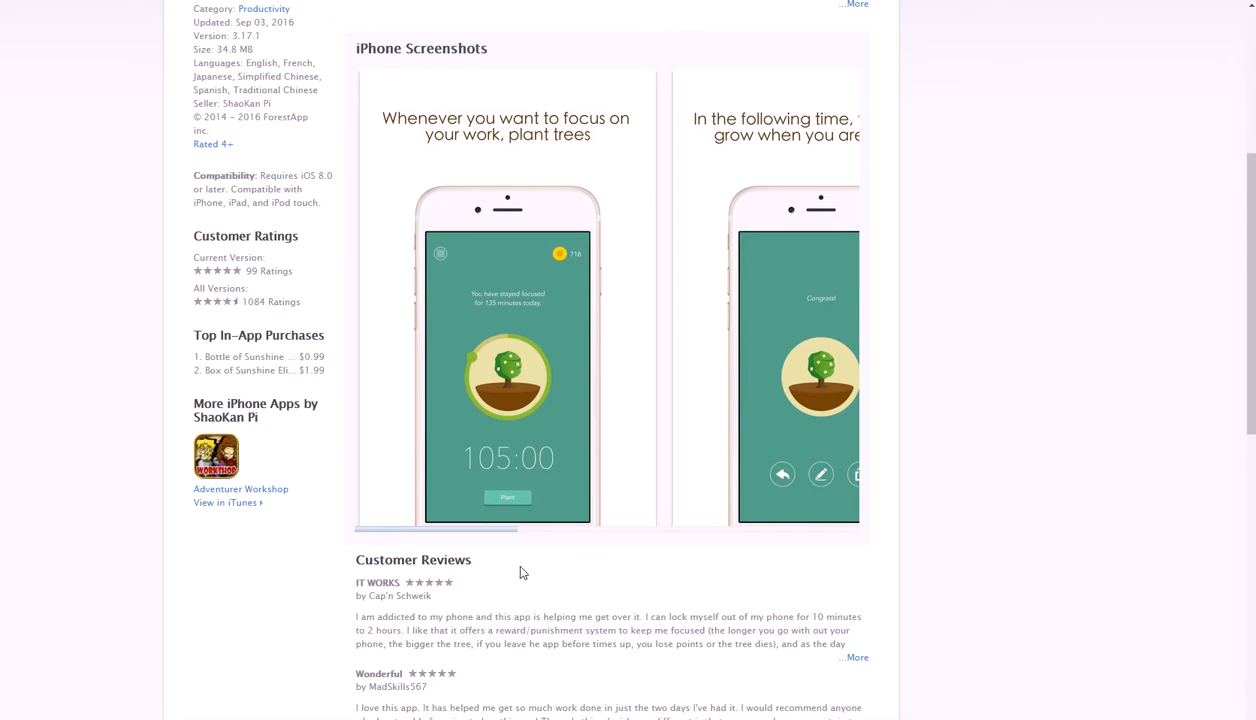 Category: Productivity
Updated: Sep 03, 2016
Version: 3.17.1
Size: 34.8 MB
Languages: English, French,
Japanese, Simplified Chinese,
Spanish, Traditional Chinese
Seller: ShaoKan Pi
© 2014 - 2016 ForestApp
inc.
Rated 4+
Compatibility: Requires iOS 8.0
or later. Compatible with
iPhone, iPad, and iPod touch.
Customer Ratings
Current Version:
★★★★★ 99 Ratings
All Versions:
1084 Ratings
Top In-App Purchases
1. Bottle of Sunshine ... $0.99
2. Box of Sunshine Eli... $1.99
More iPhone Apps by
ShaoKan Pi
WORKSHOP
Adventurer Workshop
View in iTunes
...More
iPhone Screenshots
Whenever you want to focus on
your work, plant trees
718
You have stayed focused
for 135 minutes today.
105:00
Plant
In the following time,
grow when you are
Congrats!
Customer Reviews
IT WORKS ★★★★★
by Cap'n Schweik
I am addicted to my phone and this app is helping me get over it. I can lock myself out of my phone for 10 minutes
to 2 hours. I like that it offers a reward/punishment system to keep me focused (the longer you go with out your
phone, the bigger the tree, if you leave he app before times up, you lose points or the tree dies), and as the day
...More
Wonderful ★★★★★
by MadSkills567
I love this app. It has helped me get so much work done in just the two days I've had it. I would recommend anyone